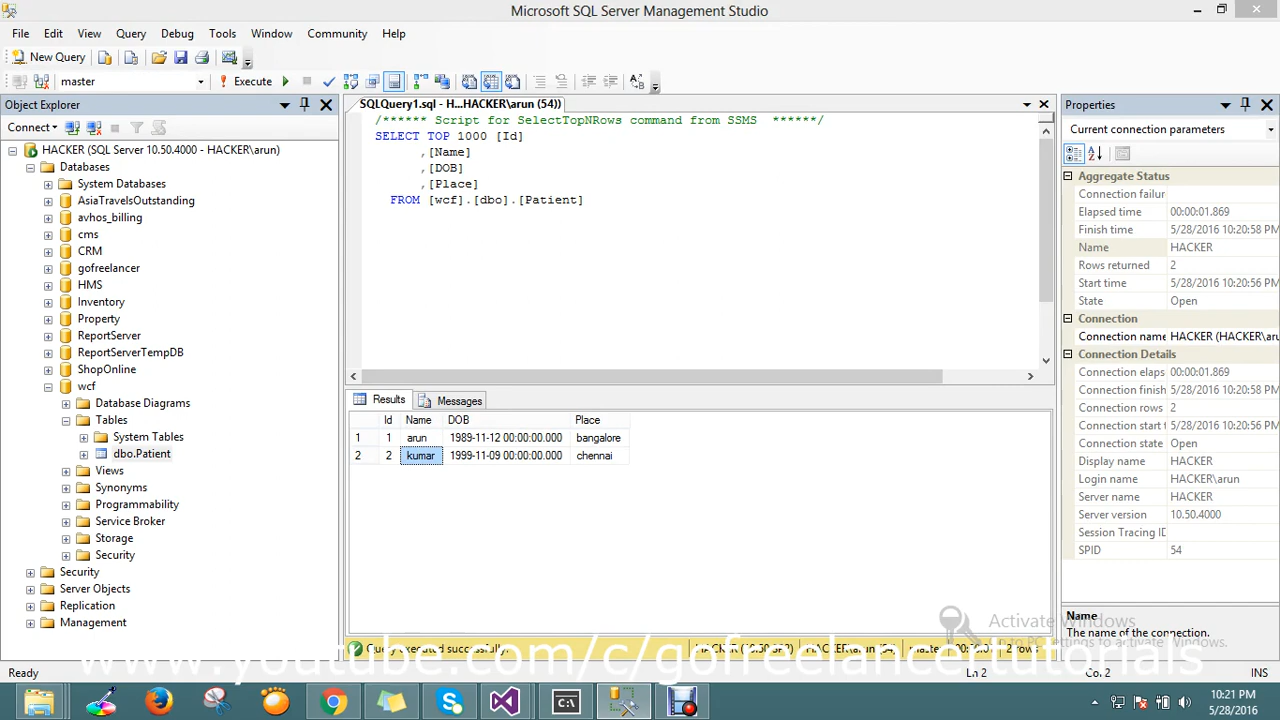 Microsoft SQL Server Management Studio
File Edit View Query Debug Tools Window Community Help
New Query
master Execute
Object Explorer
Connect
HACKER (SQL Server 10.50.4000 - HACKER\arun)
Databases
System Databases
AsiaTravelsOutstanding
avhos_billing
cms
CRM
gofreelancer
HMS
Inventory
Property
ReportServer
ReportServerTempDB
ShopOnline
wcf
Database Diagrams
Tables
System Tables
dbo.Patient
Views
Synonyms
Programmability
Service Broker
Storage
Security
Security
Server Objects
Replication
Management
SQLQuery1.sql - H...HACKER\arun (54))
/****** Script for SelectTopNRows command from SSMS ******/
SELECT TOP 1000 [Id]
,[Name]
,[DOB]
,[Place]
FROM [wcf].[dbo].[Patient]
Results Messages
Id Name DOB Place
1 1 arun 1989-11-12 00:00:00.000 bangalore
2 2 kumar 1999-11-09 00:00:00.000 chennai
Query executed successfully.
Properties
Current connection parameters
Aggregate Status
Connection failur
Elapsed time 00:00:01.869
Finish time 5/28/2016 10:20:58 PM
Name HACKER
Rows returned 2
Start time 5/28/2016 10:20:56 PM
State Open
Connection
Connection name HACKER (HACKER\aru
Connection Details
Connection elaps 00:00:01.869
Connection finish 5/28/2016 10:20:58 PM
Connection rows 2
Connection start t 5/28/2016 10:20:56 PM
Connection state Open
Display name HACKER
Login name HACKER\arun
Server name HACKER
Server version 10.50.4000
Session Tracing ID
SPID 54
Name
The name of the connection.
Activate Windows
Go to PC settings to activate Windows.
www.youtube.com/c/gofreelancertutorials
Ready Ln 2 Col 2 INS
10:21 PM
5/28/2016